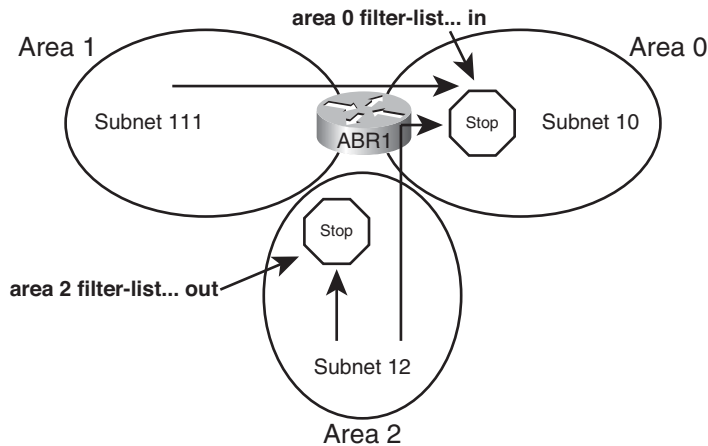 area 0 filter-list... in
Area 1
Area 0
Subnet 111
ABR1
Stop
Subnet 10
Stop
area 2 filter-list... out
Subnet 12
Area 2